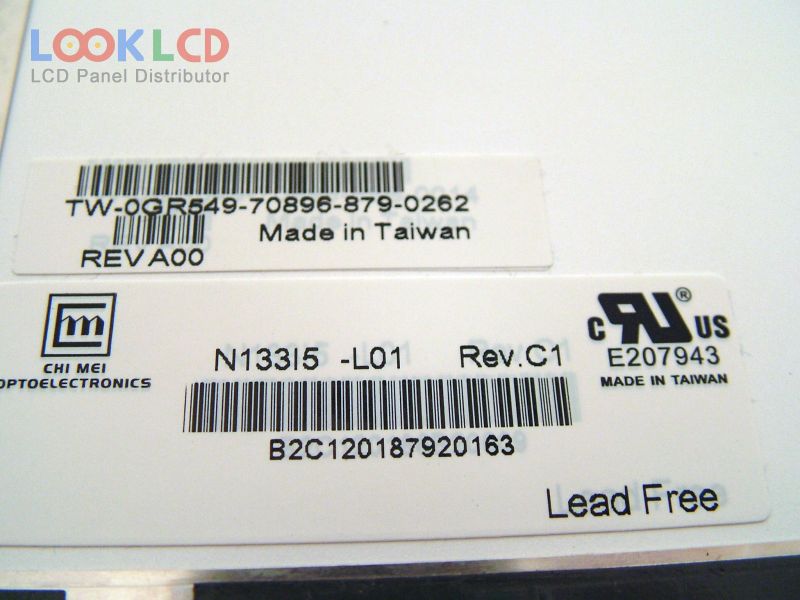 LOOK LCD
LCD Panel Distributor
TW-0GR549-70896-879-0262
Made in Taiwan
REV A00
CHI MEI
OPTOELECTRONICS
N133I5 -L01 Rev.C1
B2C120187920163
c RU ® US
E207943
MADE IN TAIWAN
Lead Free